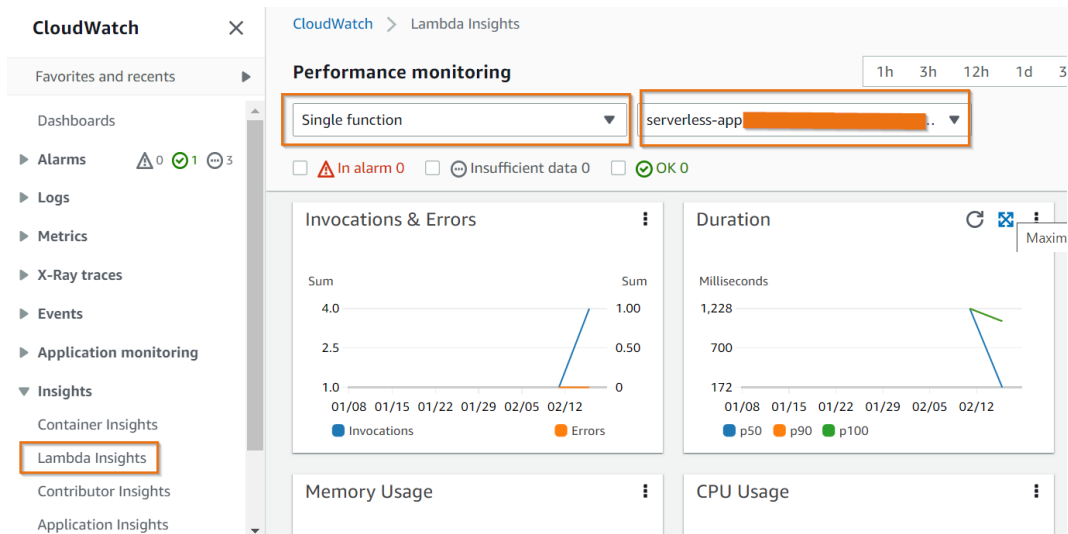 CloudWatch
Favorites and recents
Dashboards
Alarms 0 1 3
Logs
Metrics
X-Ray traces
Events
Application monitoring
Insights
Container Insights
Lambda Insights
Contributor Insights
Application Insights
CloudWatch > Lambda Insights
Performance monitoring
1h 3h 12h 1d 3
Single function
serverless-app ..
In alarm 0 Insufficient data 0 OK 0
Invocations & Errors
Sum Sum
4.0 1.00
2.5 0.50
1.0 0
01/08 01/15 01/22 01/29 02/05 02/12
Invocations Errors
Duration
Maxim
Milliseconds
1,228
700
172
01/08 01/15 01/22 01/29 02/05 02/12
p50 p90 p100
Memory Usage
CPU Usage